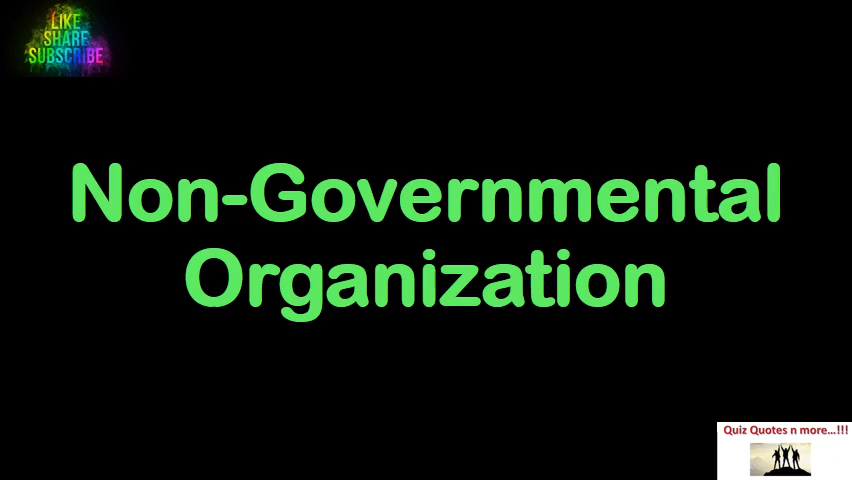 LIKE
SHARE
SUBSCRIBE
Non-Governmental
Organization
Quiz Quotes n more...!!!